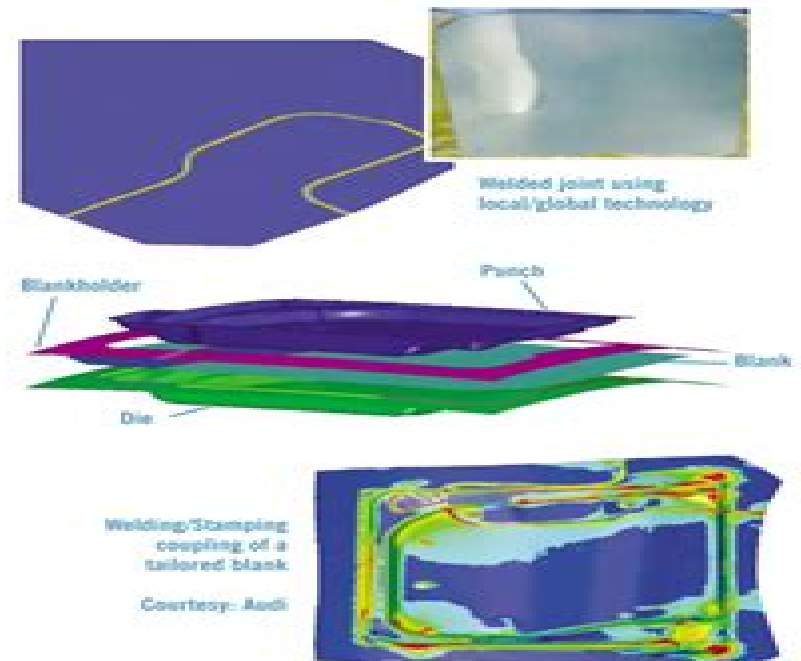 Welded joint using
local/global technology
Punch
Blankholder
Blank
Die
Welding/Stamping
coupling of a
tailored blank
Courtesy: Audi